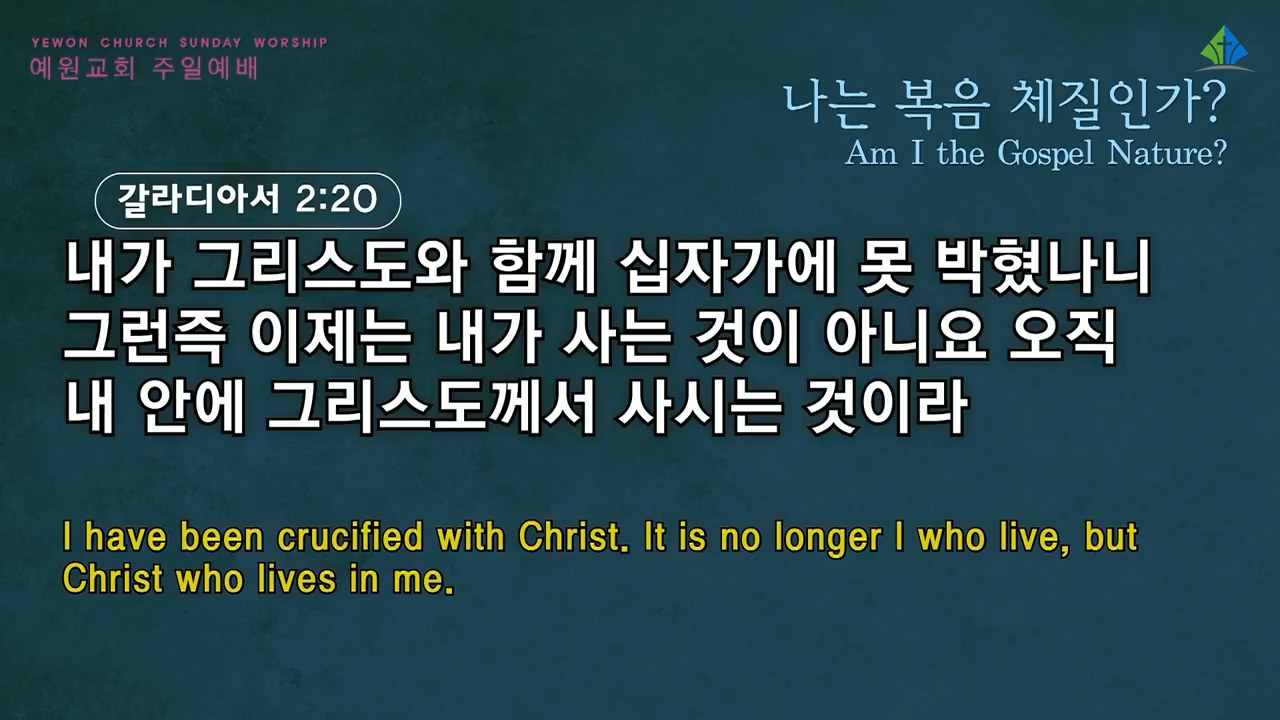 YEWON CHURCH SUNDAY WORSHIP
예원교회 주일예배
나는 복음 체질인가?
Am I the Gospel Nature?
갈라디아서 2:20
내가 그리스도와 함께 십자가에 못 박혔나니
그런즉 이제는 내가 사는 것이 아니요 오직
내 안에 그리스도께서 사시는 것이라
I have been crucified with Christ. It is no longer I who live, but
Christ who lives in me.